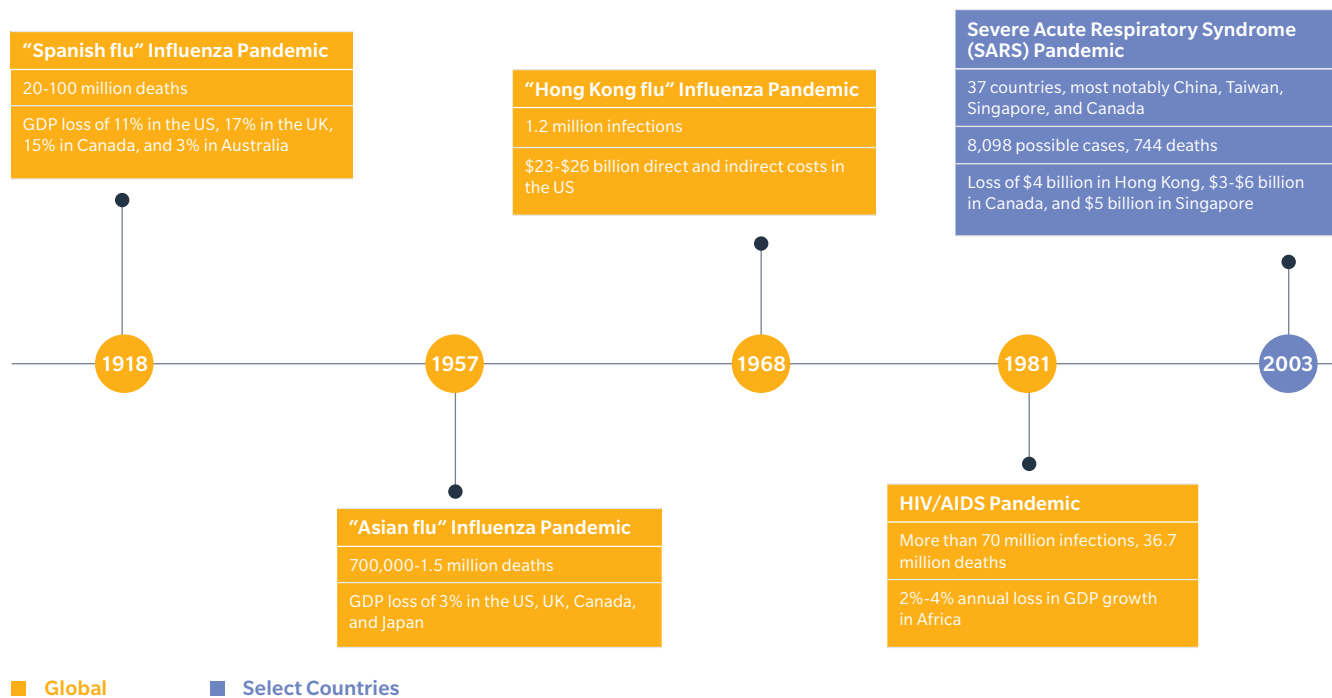 “Spanish flu” Influenza Pandemic
20-100 million deaths
GDP loss of 11% in the US, 17% in the UK,
15% in Canada, and 3% in Australia
“Hong Kong flu” Influenza Pandemic
1.2 million infections
$23-$26 billion direct and indirect costs in
the US
Severe Acute Respiratory Syndrome
(SARS) Pandemic
37 countries, most notably China, Taiwan,
Singapore, and Canada
8,098 possible cases, 744 deaths
Loss of $4 billion in Hong Kong, $3-$6 billion
in Canada, and $5 billion in Singapore
1918
1957
1968
1981
2003
“Asian flu” Influenza Pandemic
700,000-1.5 million deaths
GDP loss of 3% in the US, UK, Canada,
and Japan
HIV/AIDS Pandemic
More than 70 million infections, 36.7
million deaths
2%-4% annual loss in GDP growth
in Africa
Global
Select Countries